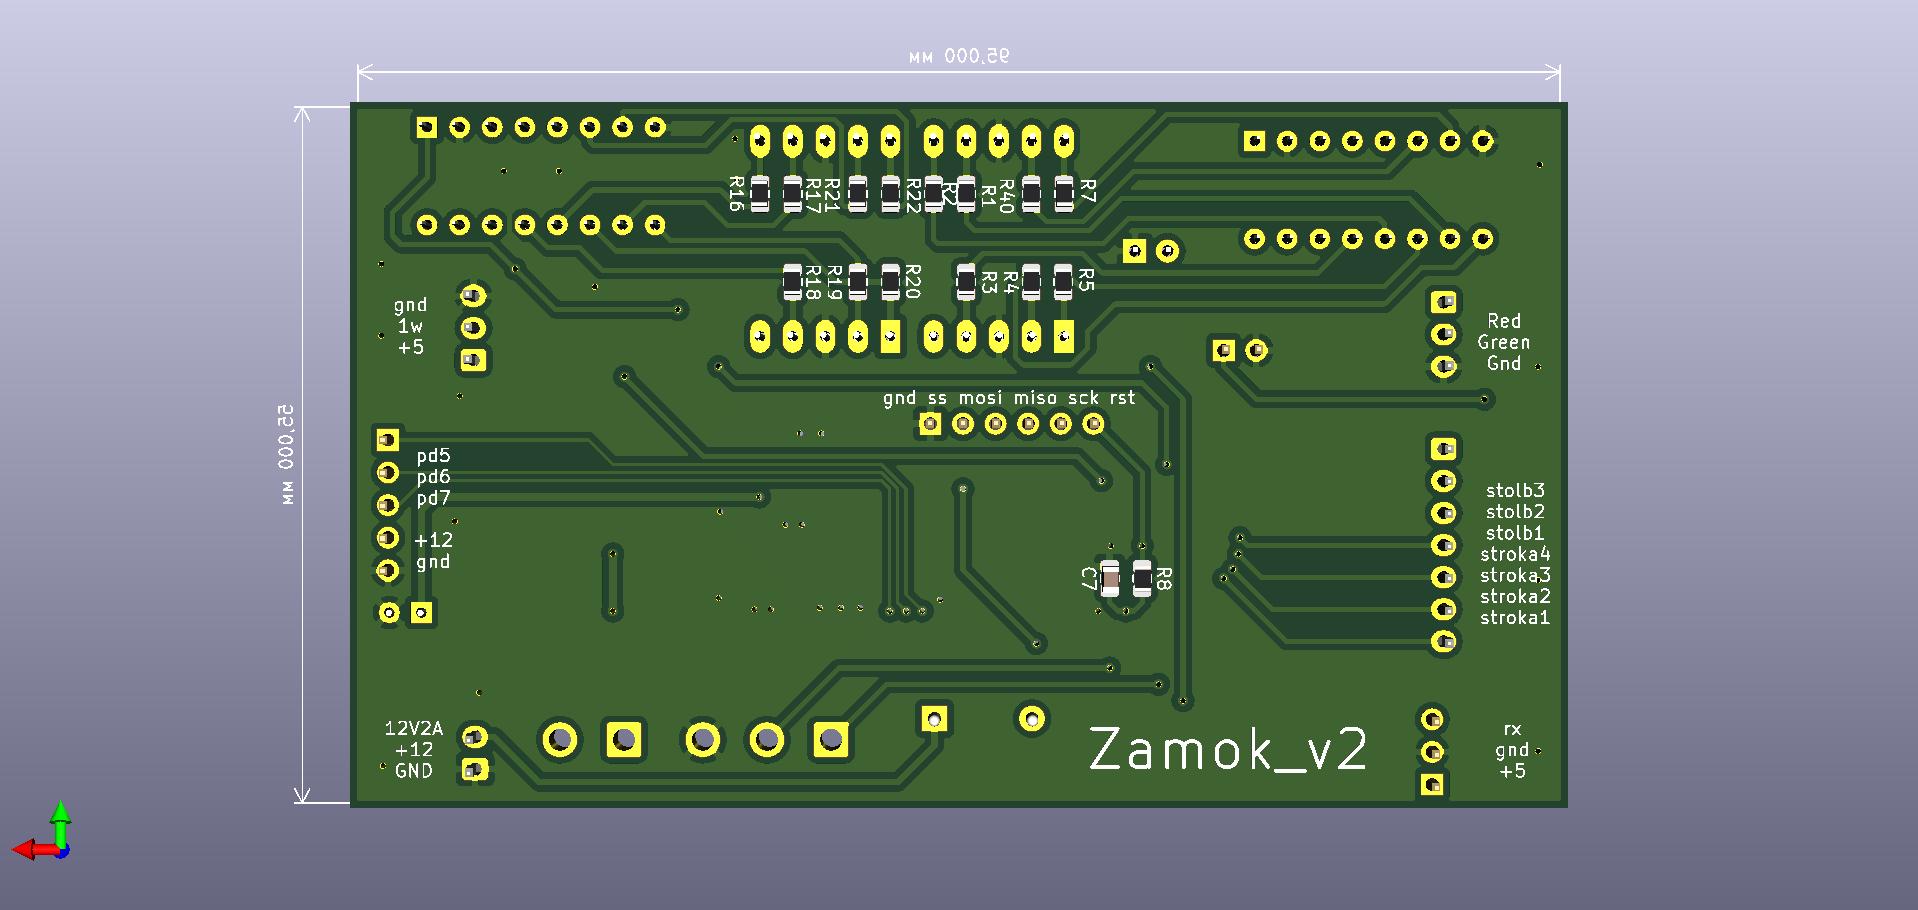 95,000 мм
55,000 мм
R16
R17
R21
R22
R2
R1
R40
R7
R18
R19
R20
R3
R4
R5
gnd
1w
+5
Red
Green
Gnd
gnd ss mosi miso sck rst
pd5
pd6
pd7
+12
gnd
stolb3
stolb2
stolb1
stroka4
stroka3
stroka2
stroka1
C7
R8
12V2A
+12
GND
Zamok_v2
rx
gnd
+5